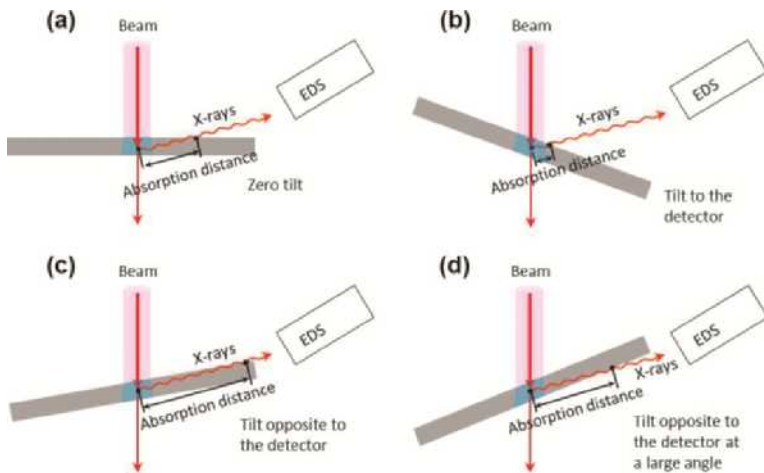 (a)
Beam
EDS
X-rays
Absorption distance
Zero tilt
(b)
Beam
EDS
X-rays
Absorption distance
Tilt to the
detector
(c)
Beam
EDS
X-rays
Absorption distance
Tilt opposite to
the detector
(d)
Beam
EDS
X-rays
Absorption distance
Tilt opposite to
the detector at
a large angle